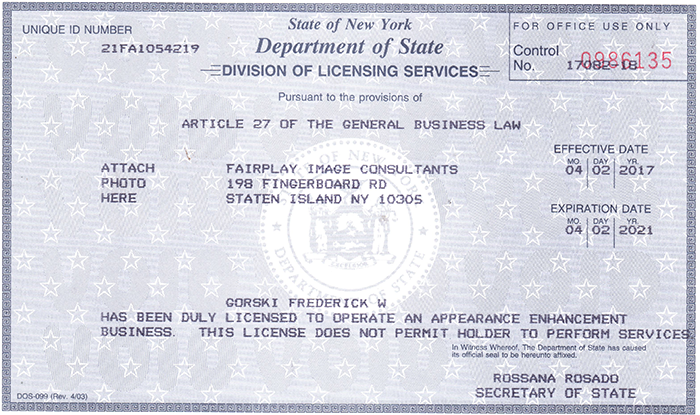 UNIQUE ID NUMBER
21FA1054219
State of New York
Department of State
DIVISION OF LICENSING SERVICES
FOR OFFICE USE ONLY
Control
No. 17082-18
0986135
Pursuant to the provisions of
ARTICLE 27 OF THE GENERAL BUSINESS LAW
ATTACH
PHOTO
HERE
FAIRPLAY IMAGE CONSULTANTS
198 FINGERBOARD RD
STATEN ISLAND NY 10305
EFFECTIVE DATE
MO. DAY YR.
04 02 2017
EXPIRATION DATE
MO. DAY YR.
04 02 2021
GORSKI FREDERICK W
HAS BEEN DULY LICENSED TO OPERATE AN APPEARANCE ENHANCEMENT
BUSINESS. THIS LICENSE DOES NOT PERMIT HOLDER TO PERFORM SERVICES.
In Witness Whereof, The Department of State has caused
its official seal to be hereunto affixed.
ROSSANA ROSADO
SECRETARY OF STATE
DOS-099 (Rev. 4/03)